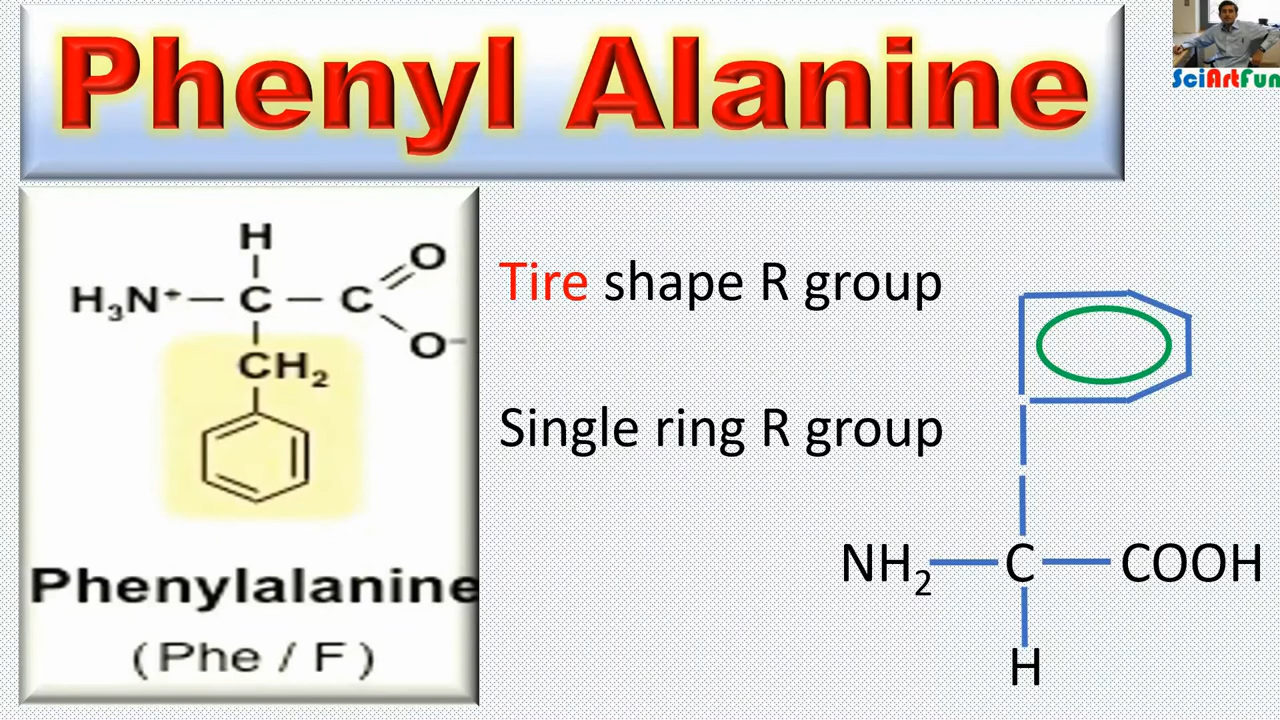 Phenyl Alanine
SciArtFun
H
H₃N⁺ — C — C
O
O⁻
CH₂
Phenylalanine
( Phe / F )
Tire shape R group
Single ring R group
NH₂ C COOH
H